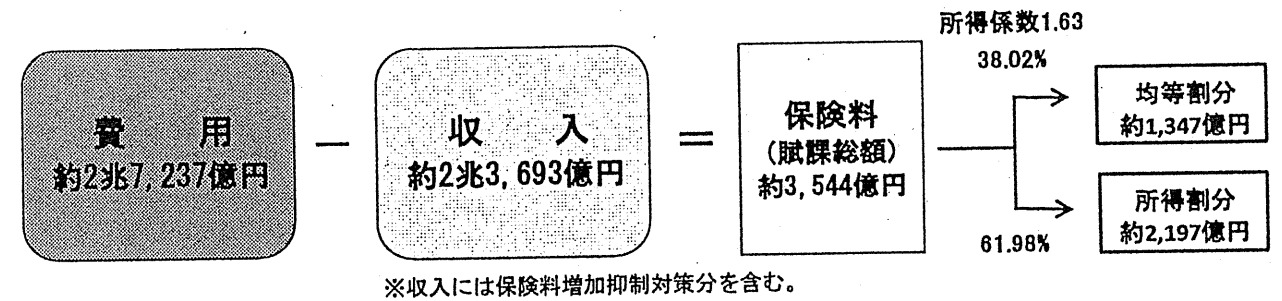 所得係数1.63
38.02%
費 用
約2兆7,237億円
－
収 入
約2兆3,693億円
＝
保険料
(賦課総額)
約3,544億円
均等割分
約1,347億円
所得割分
約2,197億円
61.98%
※収入には保険料増加抑制対策分を含む。